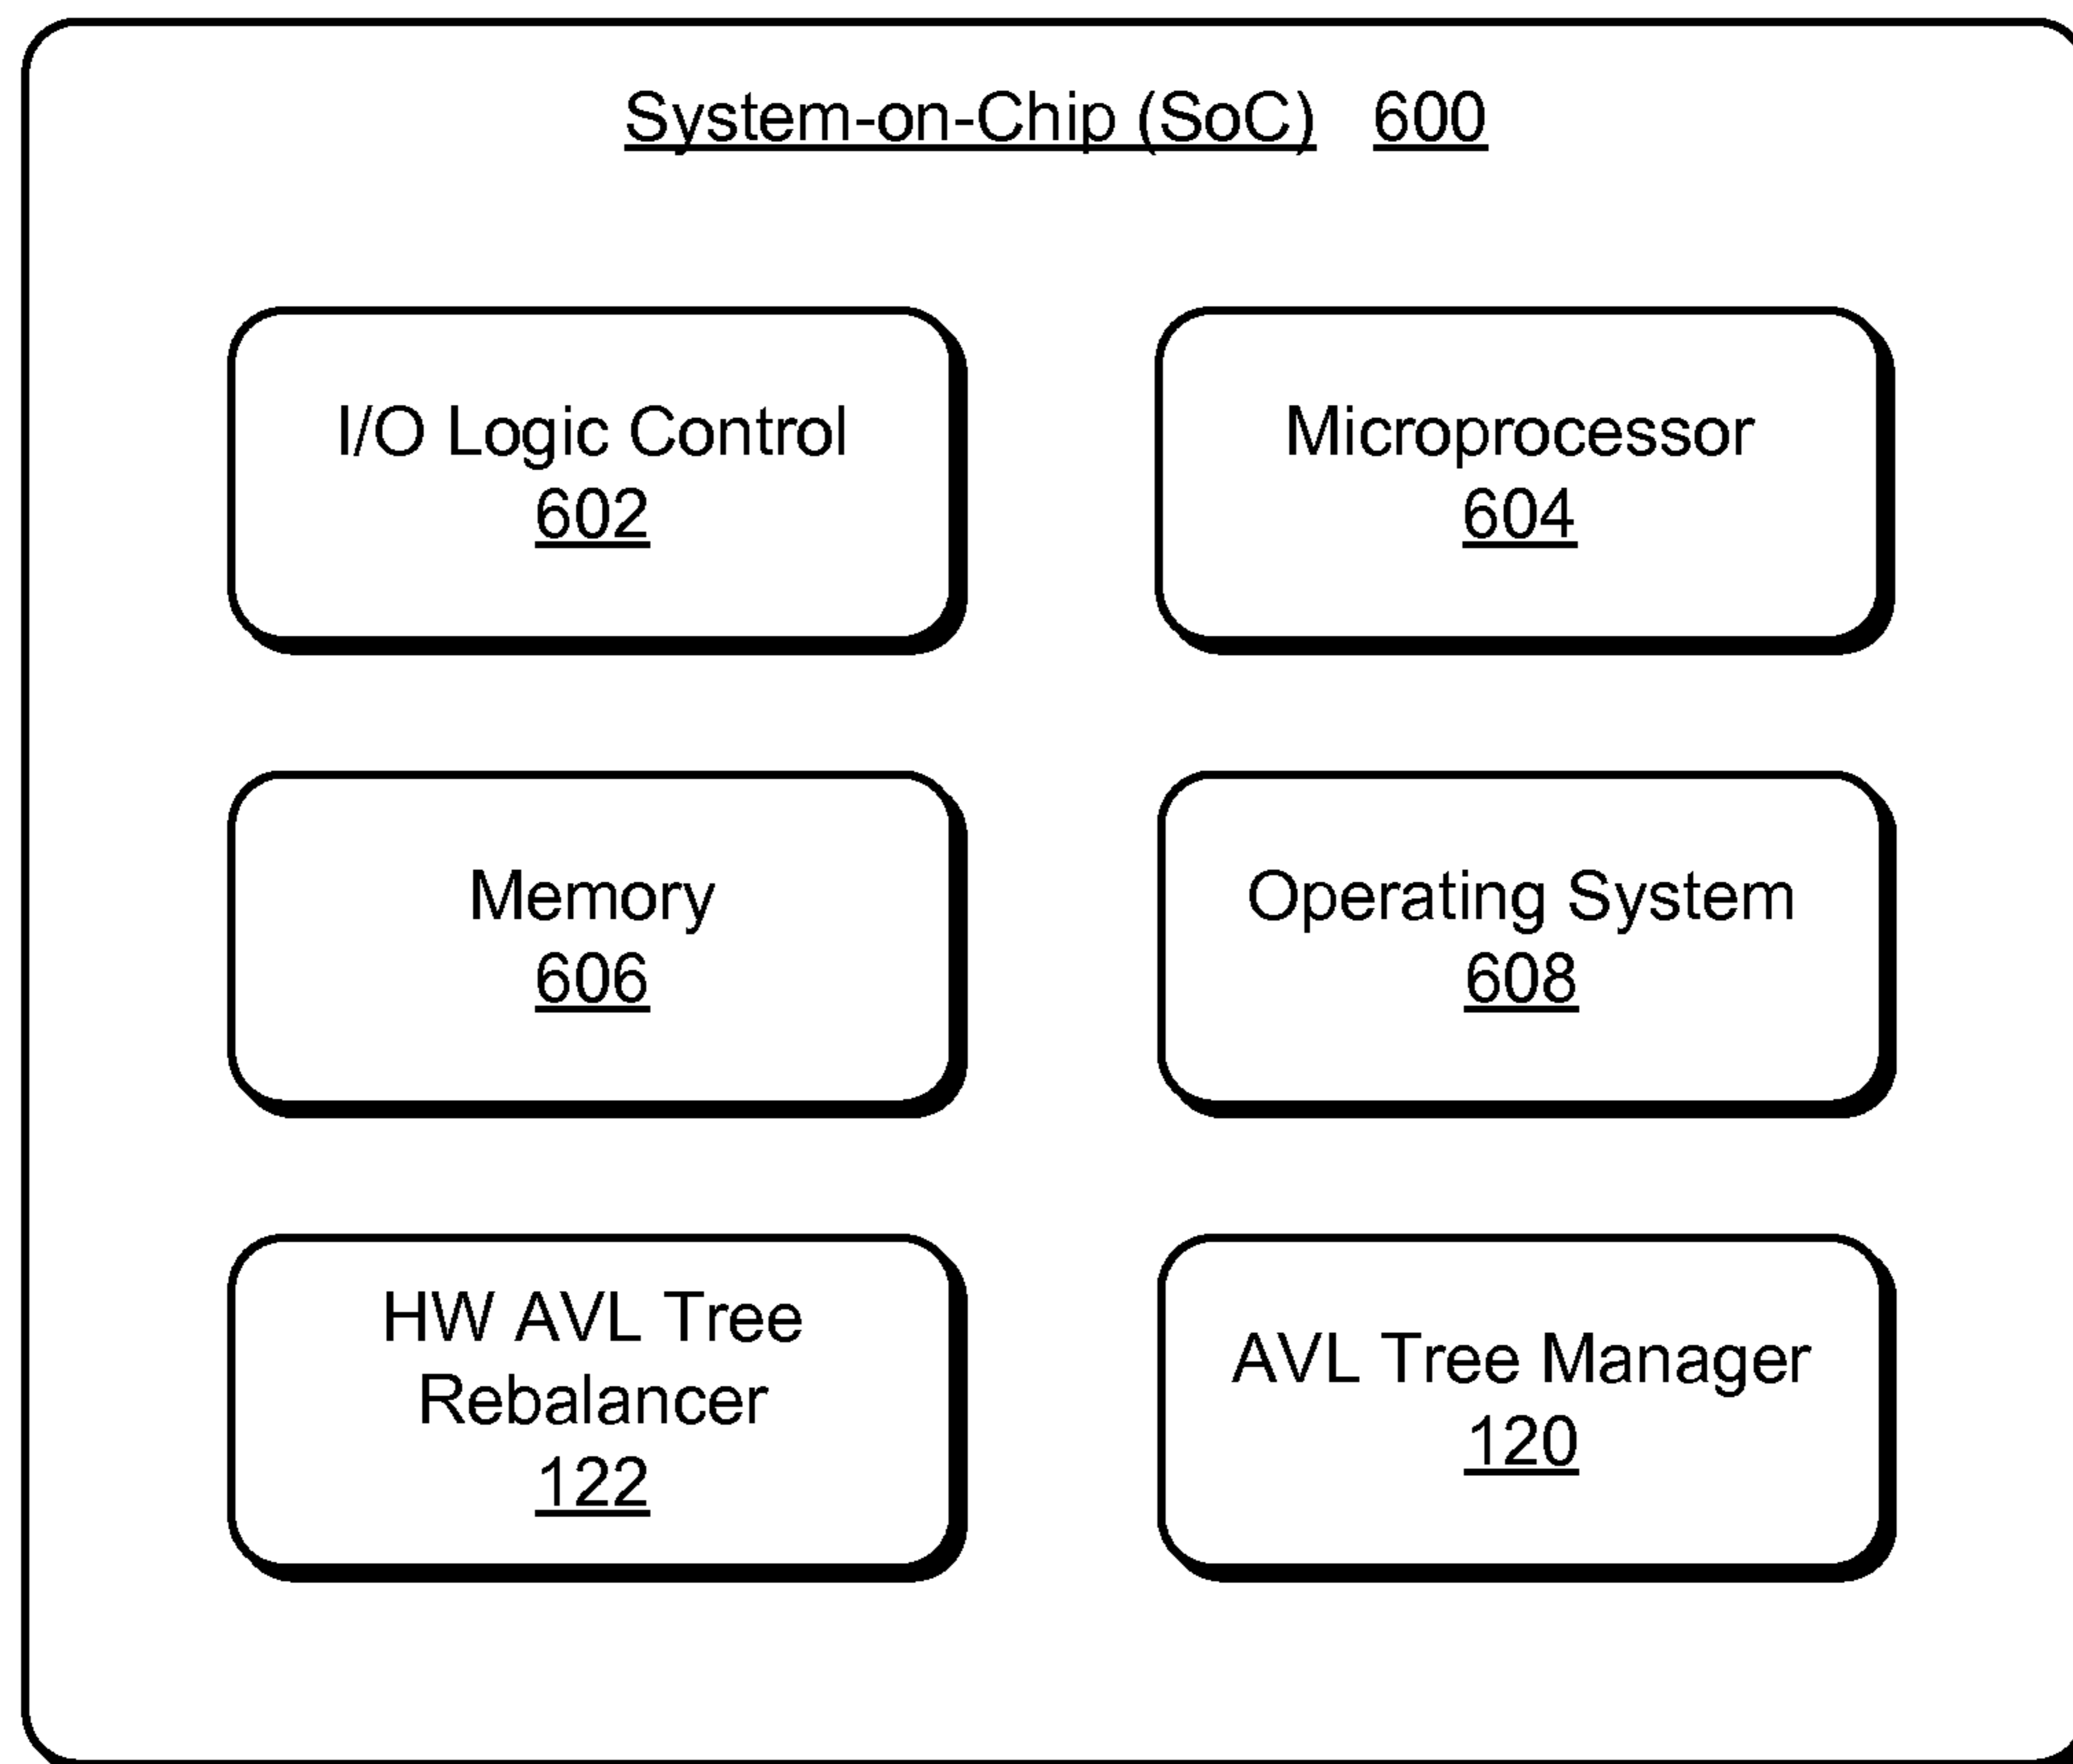 System-on-Chip (SoC) 600
I/O Logic Control
602
Microprocessor
604
Memory
606
Operating System
608
HW AVL Tree
Rebalancer
122
AVL Tree Manager
120